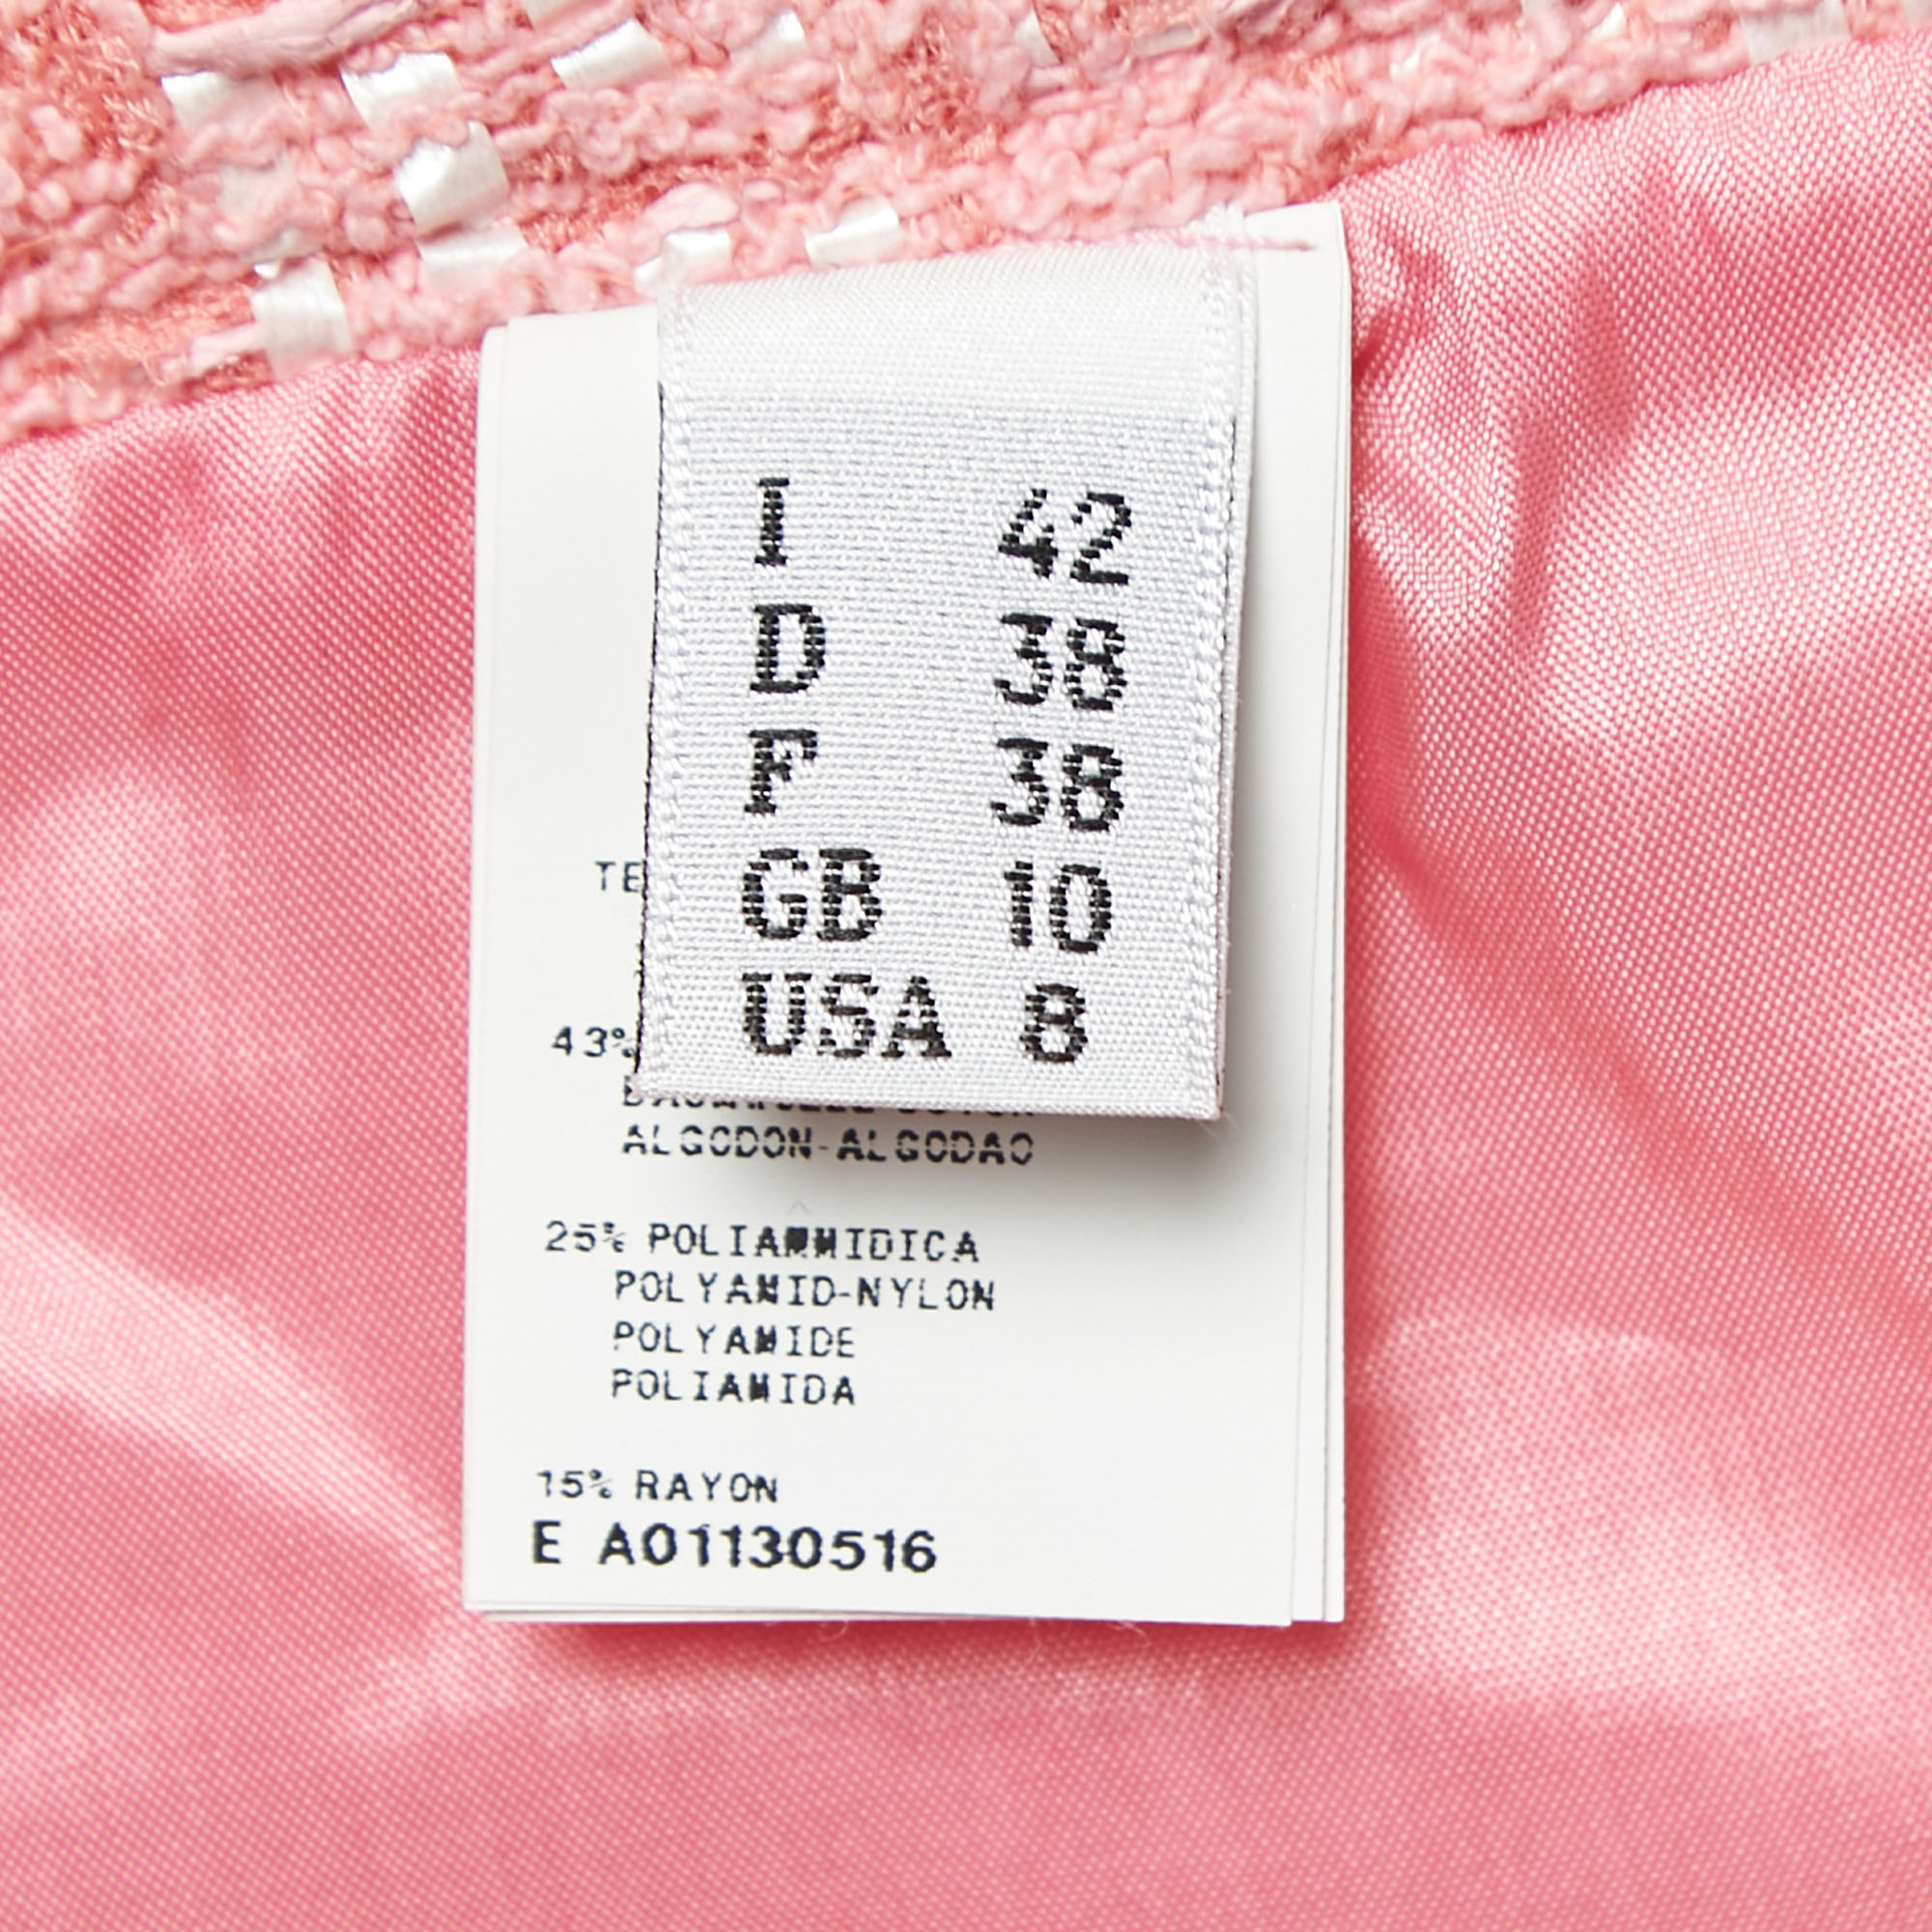 I 42
D 38
F 38
GB 10
USA 8
43%
ALGODON-ALGODAO
25% POLIAMMIDICA
POLYAMID-NYLON
POLYAMIDE
POLIAMIDA
15% RAYON
E A01130516